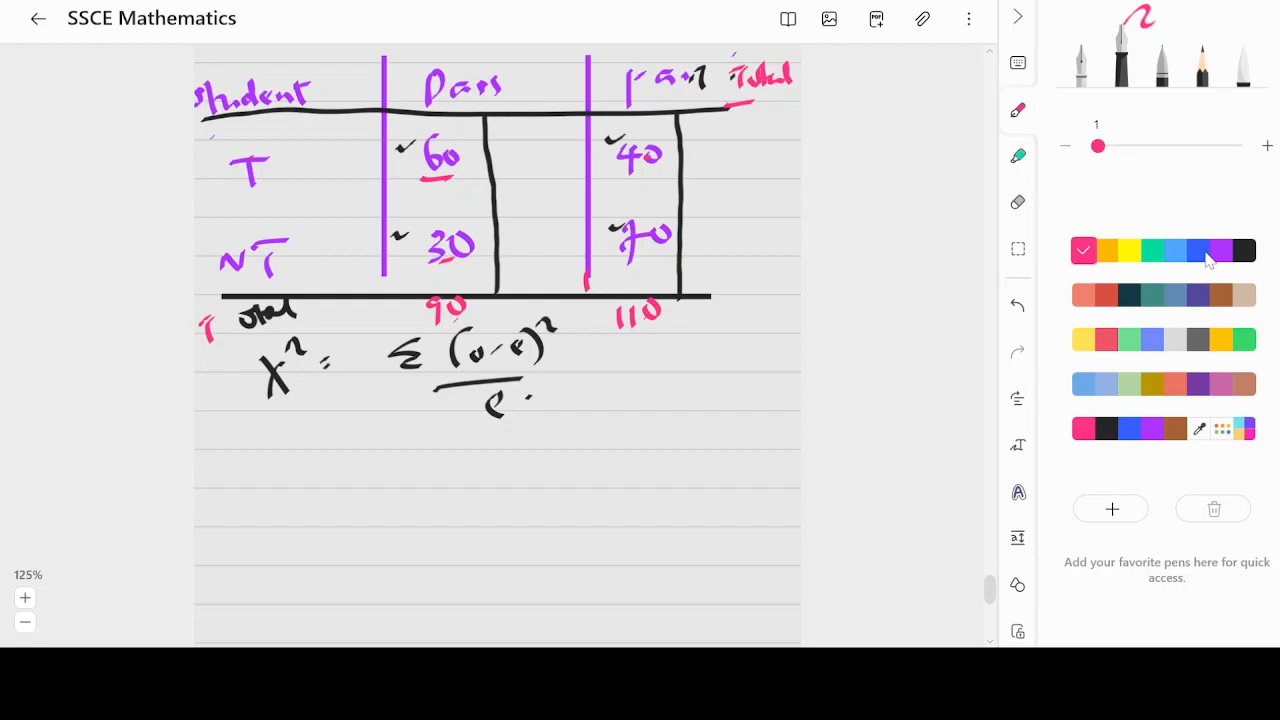 SSCE Mathematics
student Pass Total
T 60 40
NT 30 70
Total 90 110
X² = Σ (o-e)²
e
1
125%
Add your favorite pens here for quick
access.